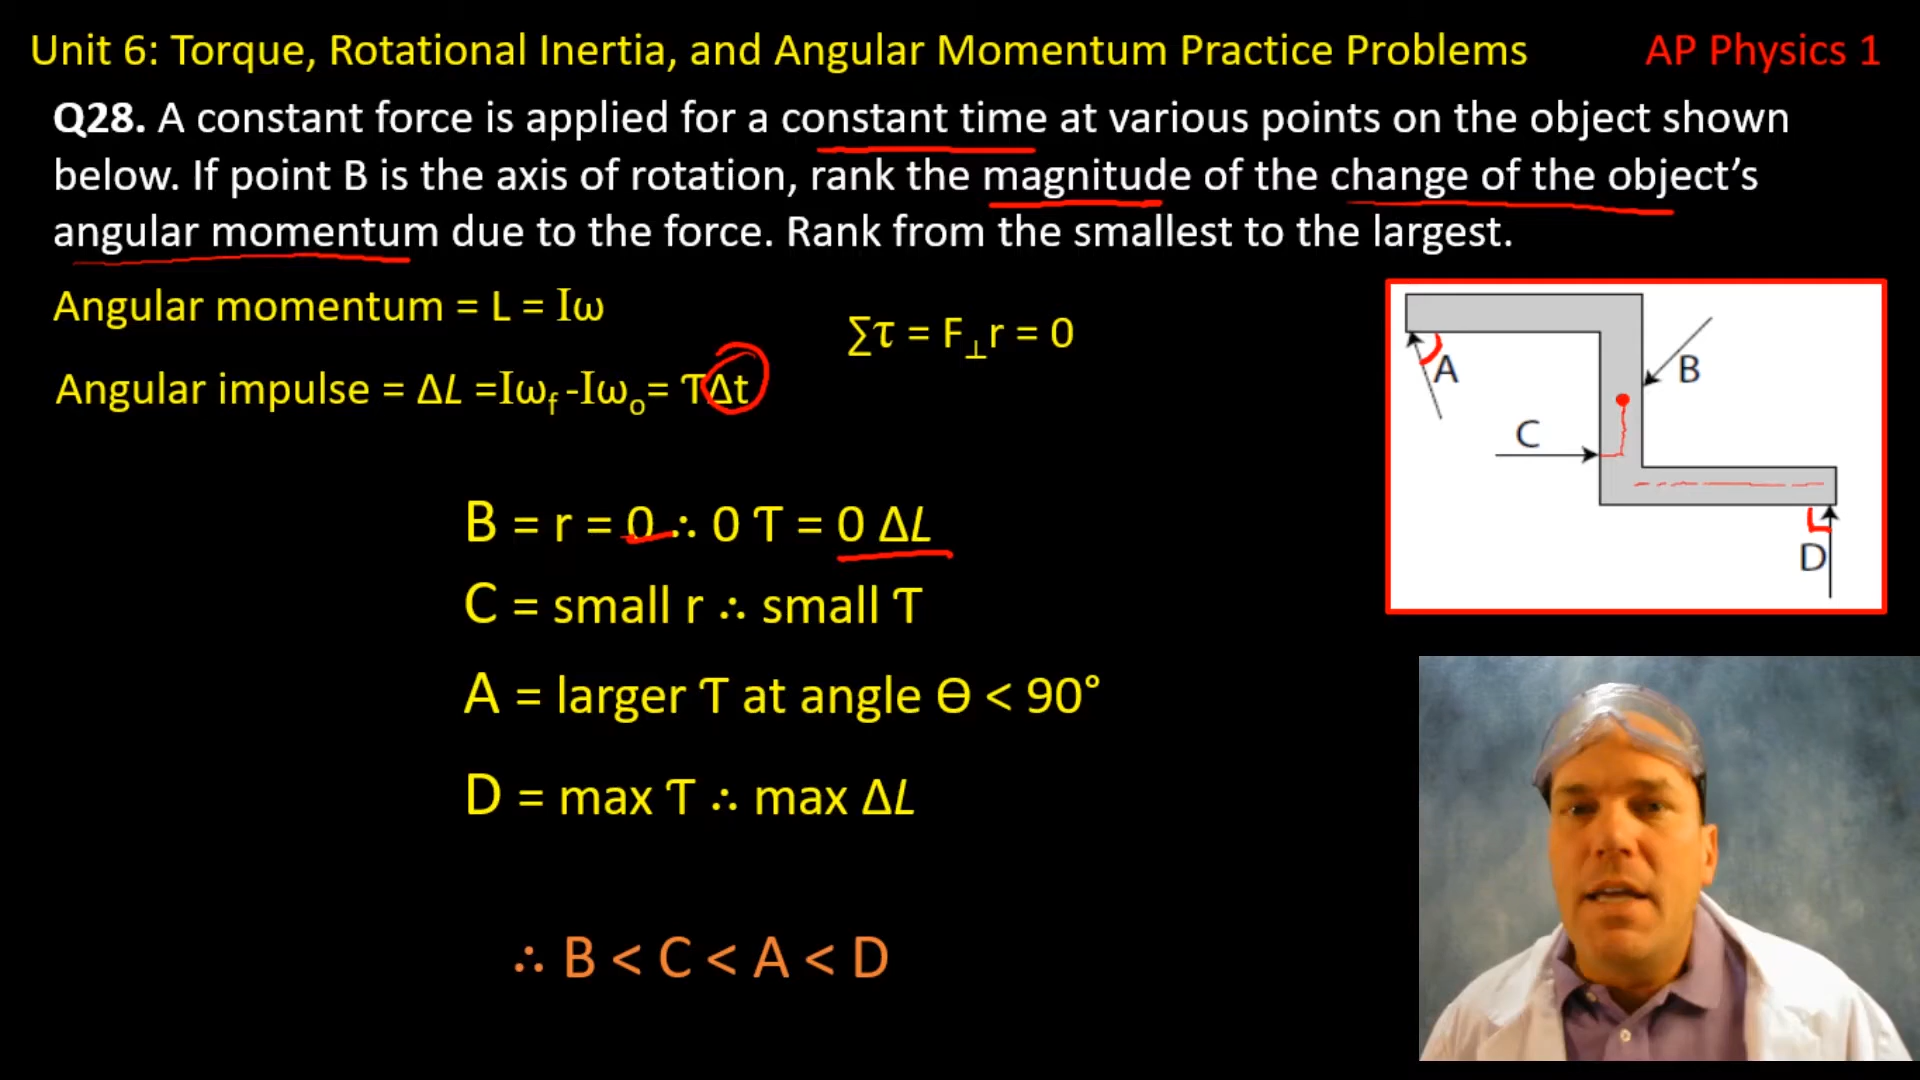 Unit 6: Torque, Rotational Inertia, and Angular Momentum Practice Problems
AP Physics 1
Q28. A constant force is applied for a constant time at various points on the object shown
below. If point B is the axis of rotation, rank the magnitude of the change of the object’s
angular momentum due to the force. Rank from the smallest to the largest.
Angular momentum = L = Iω
∑τ = F⊥r = 0
Angular impulse = ΔL =Iωf -Iωo= ƬΔt
A
B
C
D
B = r = 0 ∴ 0 Ƭ = 0 ΔL
C = small r ∴ small Ƭ
A = larger Ƭ at angle ϴ < 90°
D = max Ƭ ∴ max ΔL
∴ B < C < A < D